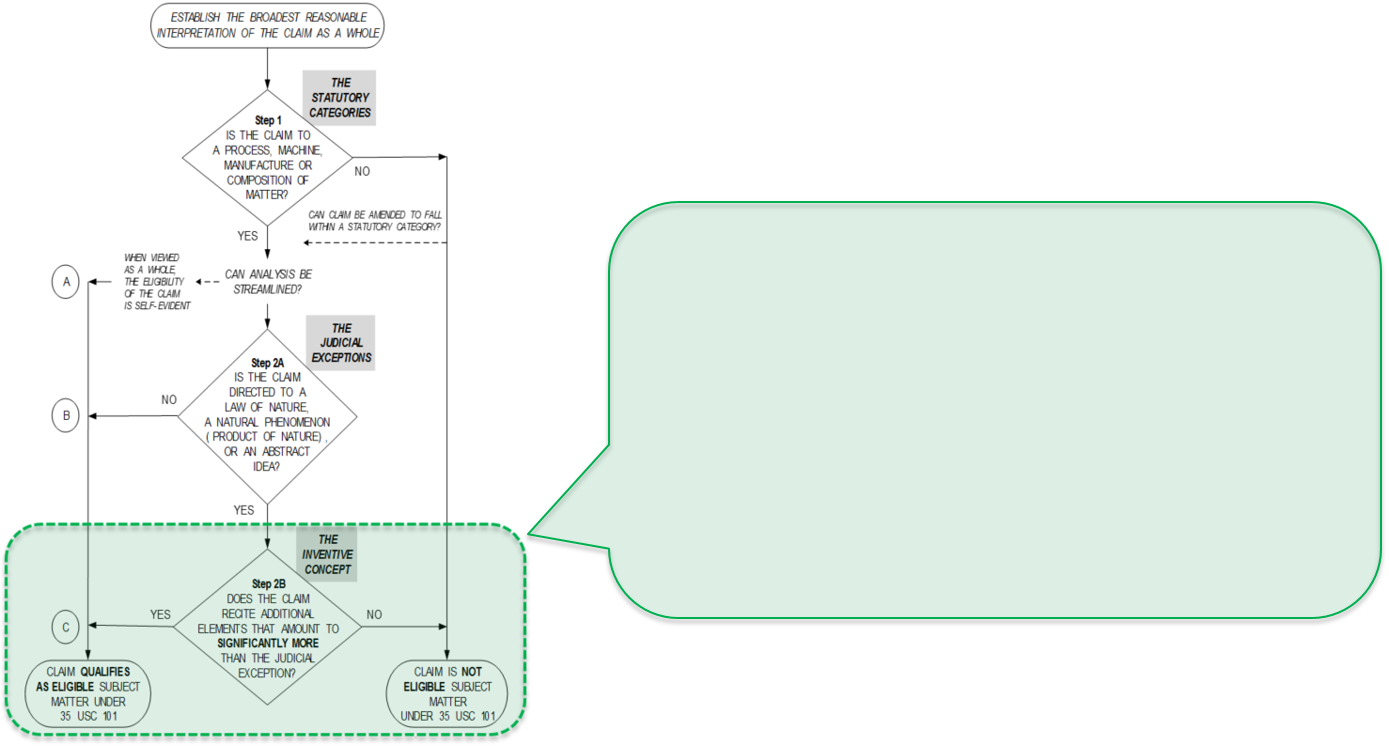 ESTABLISH THE BROADEST REASONABLE
INTERPRETATION OF THE CLAIM AS A WHOLE
THE
STATUTORY
CATEGORIES
Step 1
IS THE CLAIM TO
A PROCESS, MACHINE,
MANUFACTURE OR
COMPOSITION OF
MATTER?
NO
CAN CLAIM BE AMENDED TO FALL
WITHIN A STATUTORY CATEGORY?
YES
WHEN VIEWED
AS A WHOLE,
THE ELIGIBILITY
OF THE CLAIM
IS SELF-EVIDENT
A
CAN ANALYSIS BE
STREAMLINED?
THE
JUDICIAL
EXCEPTIONS
Step 2A
IS THE CLAIM
DIRECTED TO A
LAW OF NATURE,
A NATURAL PHENOMENON
( PRODUCT OF NATURE) ,
OR AN ABSTRACT
IDEA?
NO
B
YES
THE
INVENTIVE
CONCEPT
Step 2B
DOES THE CLAIM
RECITE ADDITIONAL
ELEMENTS THAT AMOUNT TO
SIGNIFICANTLY MORE
THAN THE JUDICIAL
EXCEPTION?
YES
NO
C
CLAIM QUALIFIES
AS ELIGIBLE SUBJECT
MATTER UNDER
35 USC 101
CLAIM IS NOT
ELIGIBLE SUBJECT
MATTER
UNDER 35 USC 101